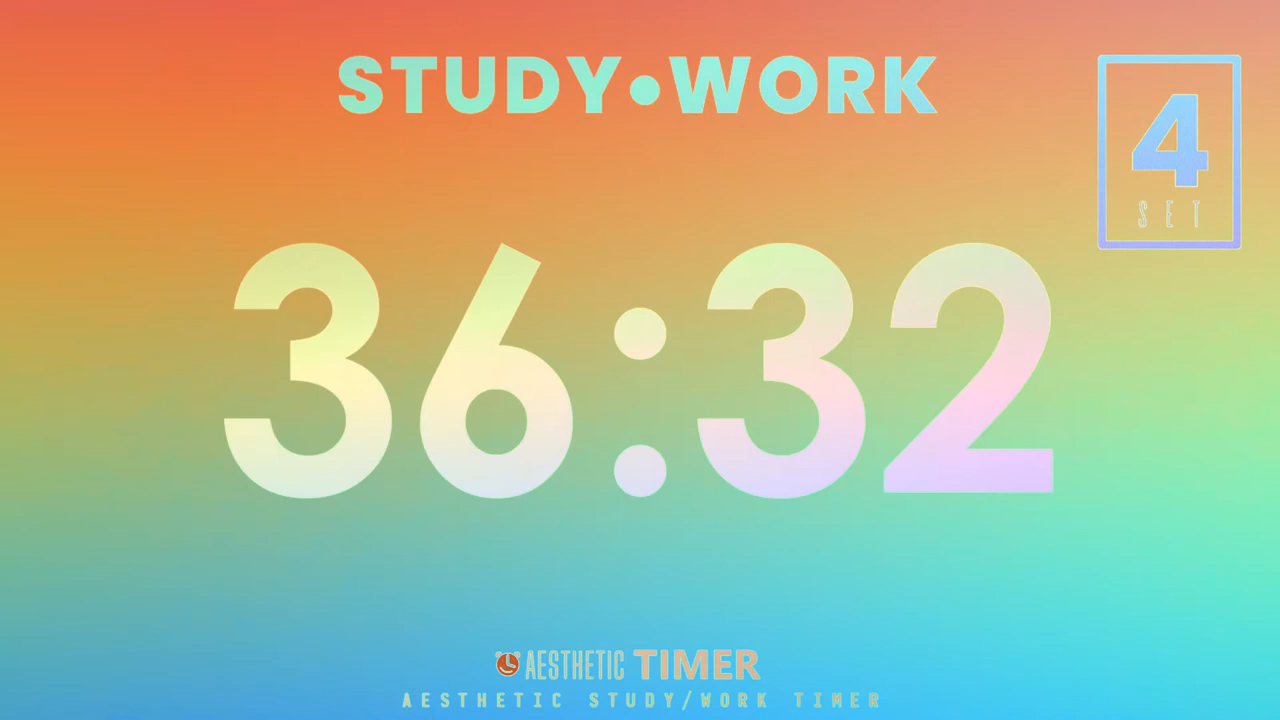 STUDY•WORK
4
SET
36:32
AESTHETIC TIMER
AESTHETIC STUDY/WORK TIMER